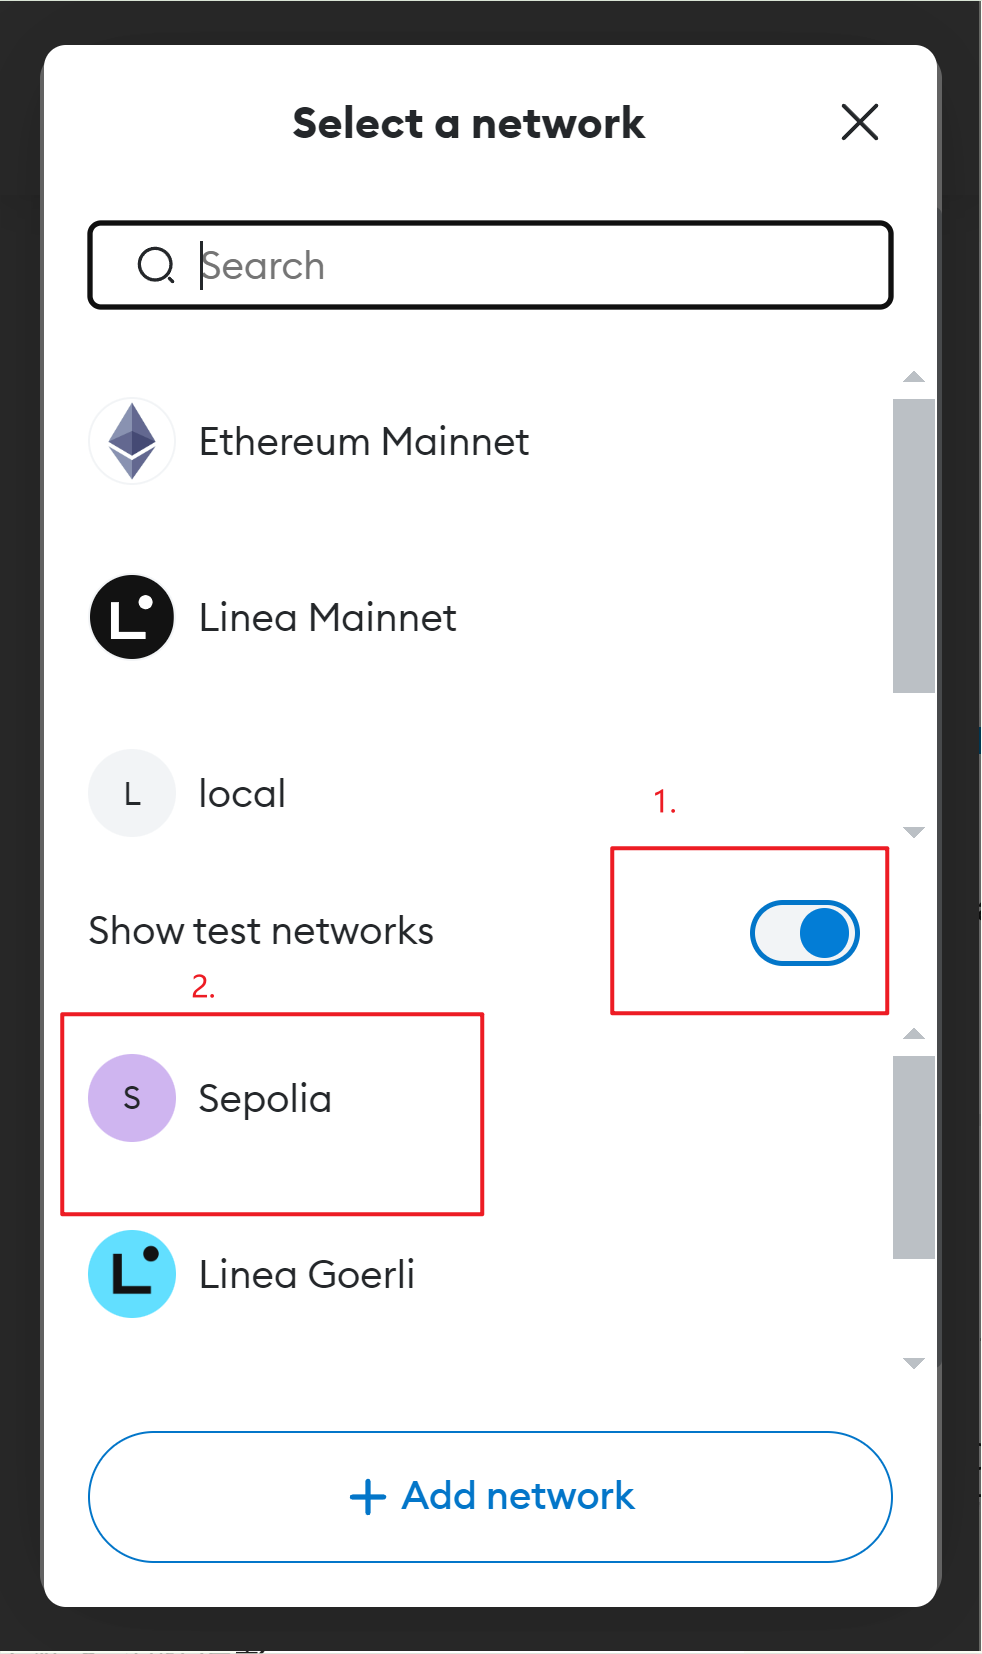 Select a network
Search
Ethereum Mainnet
Linea Mainnet
L local
1.
Show test networks
2.
S Sepolia
Linea Goerli
+ Add network